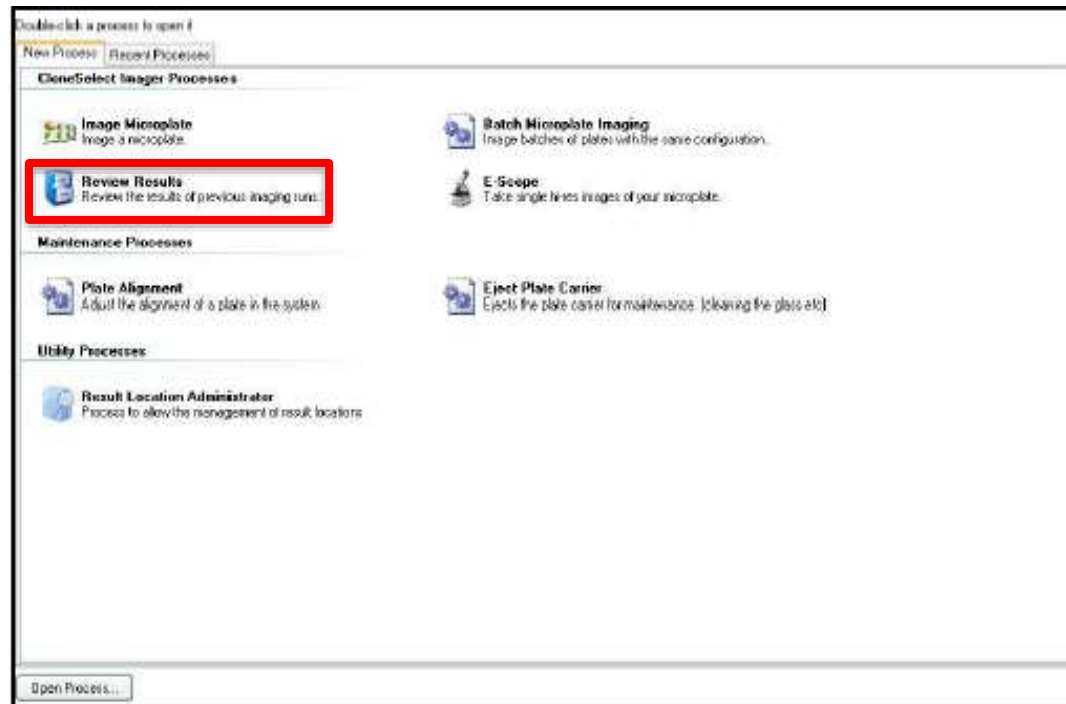 Double-click a process to open it
New Process Recent Processes
CloneSelect Imager Processes
Image Microplate
Image a microplate.
Batch Microplate Imaging
Image batches of plates with the same configuration.
Review Results
Review the results of previous imaging runs.
E-Scope
Take single hi-res images of your microplate.
Maintenance Processes
Plate Alignment
Adjust the alignment of a plate in the system.
Eject Plate Carrier
Ejects the plate carrier for maintenance. (cleaning the glass etc)
Utility Processes
Result Location Administrator
Process to allow the management of result locations
Open Process...